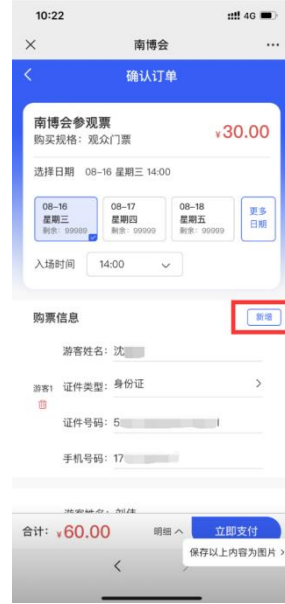 10:22
4G
南博会
确认订单
南博会参观票
购买规格：观众门票
¥30.00
选择日期 08-16 星期三 14:00
08-16
星期三
剩余：99989
08-17
星期四
剩余：99999
08-18
星期五
剩余：99999
更多
日期
入场时间 14:00
购票信息
新增
游客姓名：沈
游客1
证件类型：身份证
证件号码：5
手机号码：17
合计：¥60.00
明细
立即支付
保存以上内容为图片